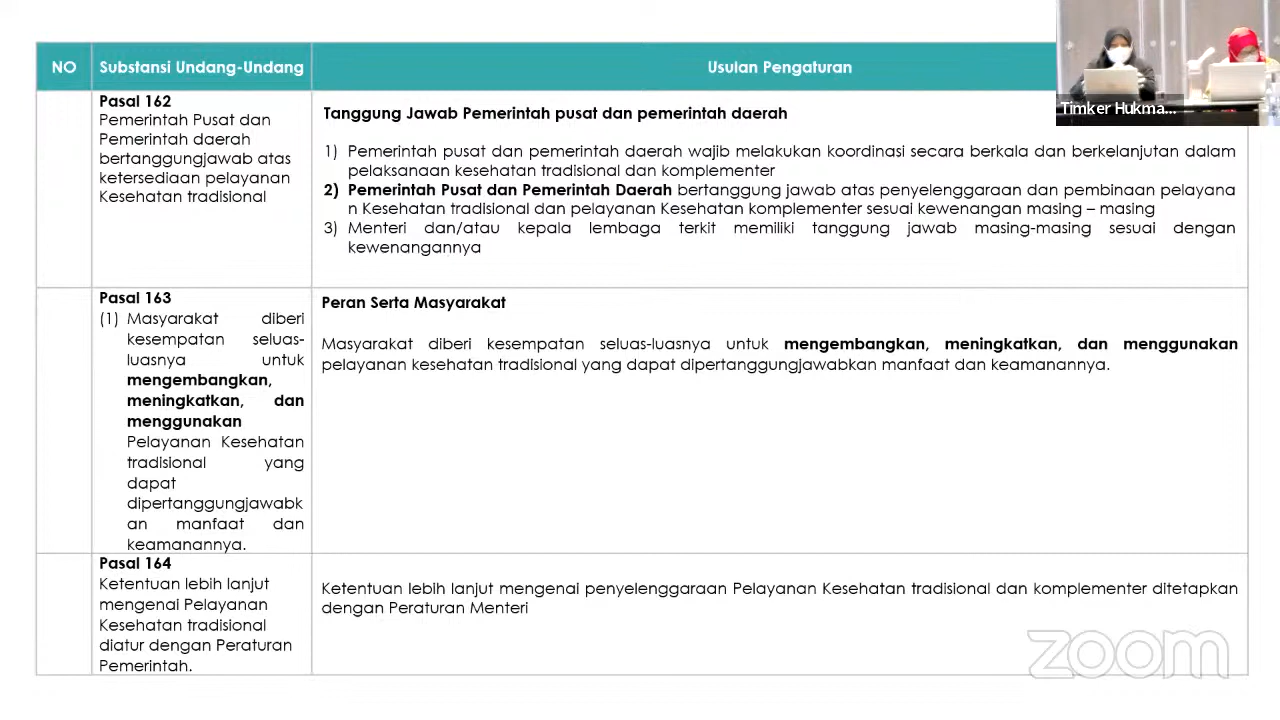 NO
Substansi Undang-Undang
Usulan Pengaturan
Timker Hukma...
Pasal 162
Pemerintah Pusat dan
Pemerintah daerah
bertanggungjawab atas
ketersediaan pelayanan
Kesehatan tradisional
Tanggung Jawab Pemerintah pusat dan pemerintah daerah
1) Pemerintah pusat dan pemerintah daerah wajib melakukan koordinasi secara berkala dan berkelanjutan dalam
pelaksanaan kesehatan tradisional dan komplementer
2) Pemerintah Pusat dan Pemerintah Daerah bertanggung jawab atas penyelenggaraan dan pembinaan pelayana
n Kesehatan tradisional dan pelayanan Kesehatan komplementer sesuai kewenangan masing – masing
3) Menteri dan/atau kepala lembaga terkit memiliki tanggung jawab masing-masing sesuai dengan
kewenangannya
Pasal 163
(1) Masyarakat diberi
kesempatan seluas-
luasnya untuk
mengembangkan,
meningkatkan, dan
menggunakan
Pelayanan Kesehatan
tradisional yang
dapat
dipertanggungjawabk
an manfaat dan
keamanannya.
Peran Serta Masyarakat
Masyarakat diberi kesempatan seluas-luasnya untuk mengembangkan, meningkatkan, dan menggunakan
pelayanan kesehatan tradisional yang dapat dipertanggungjawabkan manfaat dan keamanannya.
Pasal 164
Ketentuan lebih lanjut
mengenai Pelayanan
Kesehatan tradisional
diatur dengan Peraturan
Pemerintah.
Ketentuan lebih lanjut mengenai penyelenggaraan Pelayanan Kesehatan tradisional dan komplementer ditetapkan
dengan Peraturan Menteri
zoom